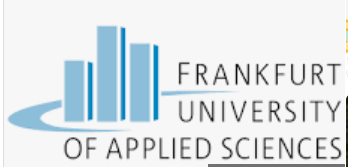 FRANKFURT
UNIVERSITY
OF APPLIED SCIENCES